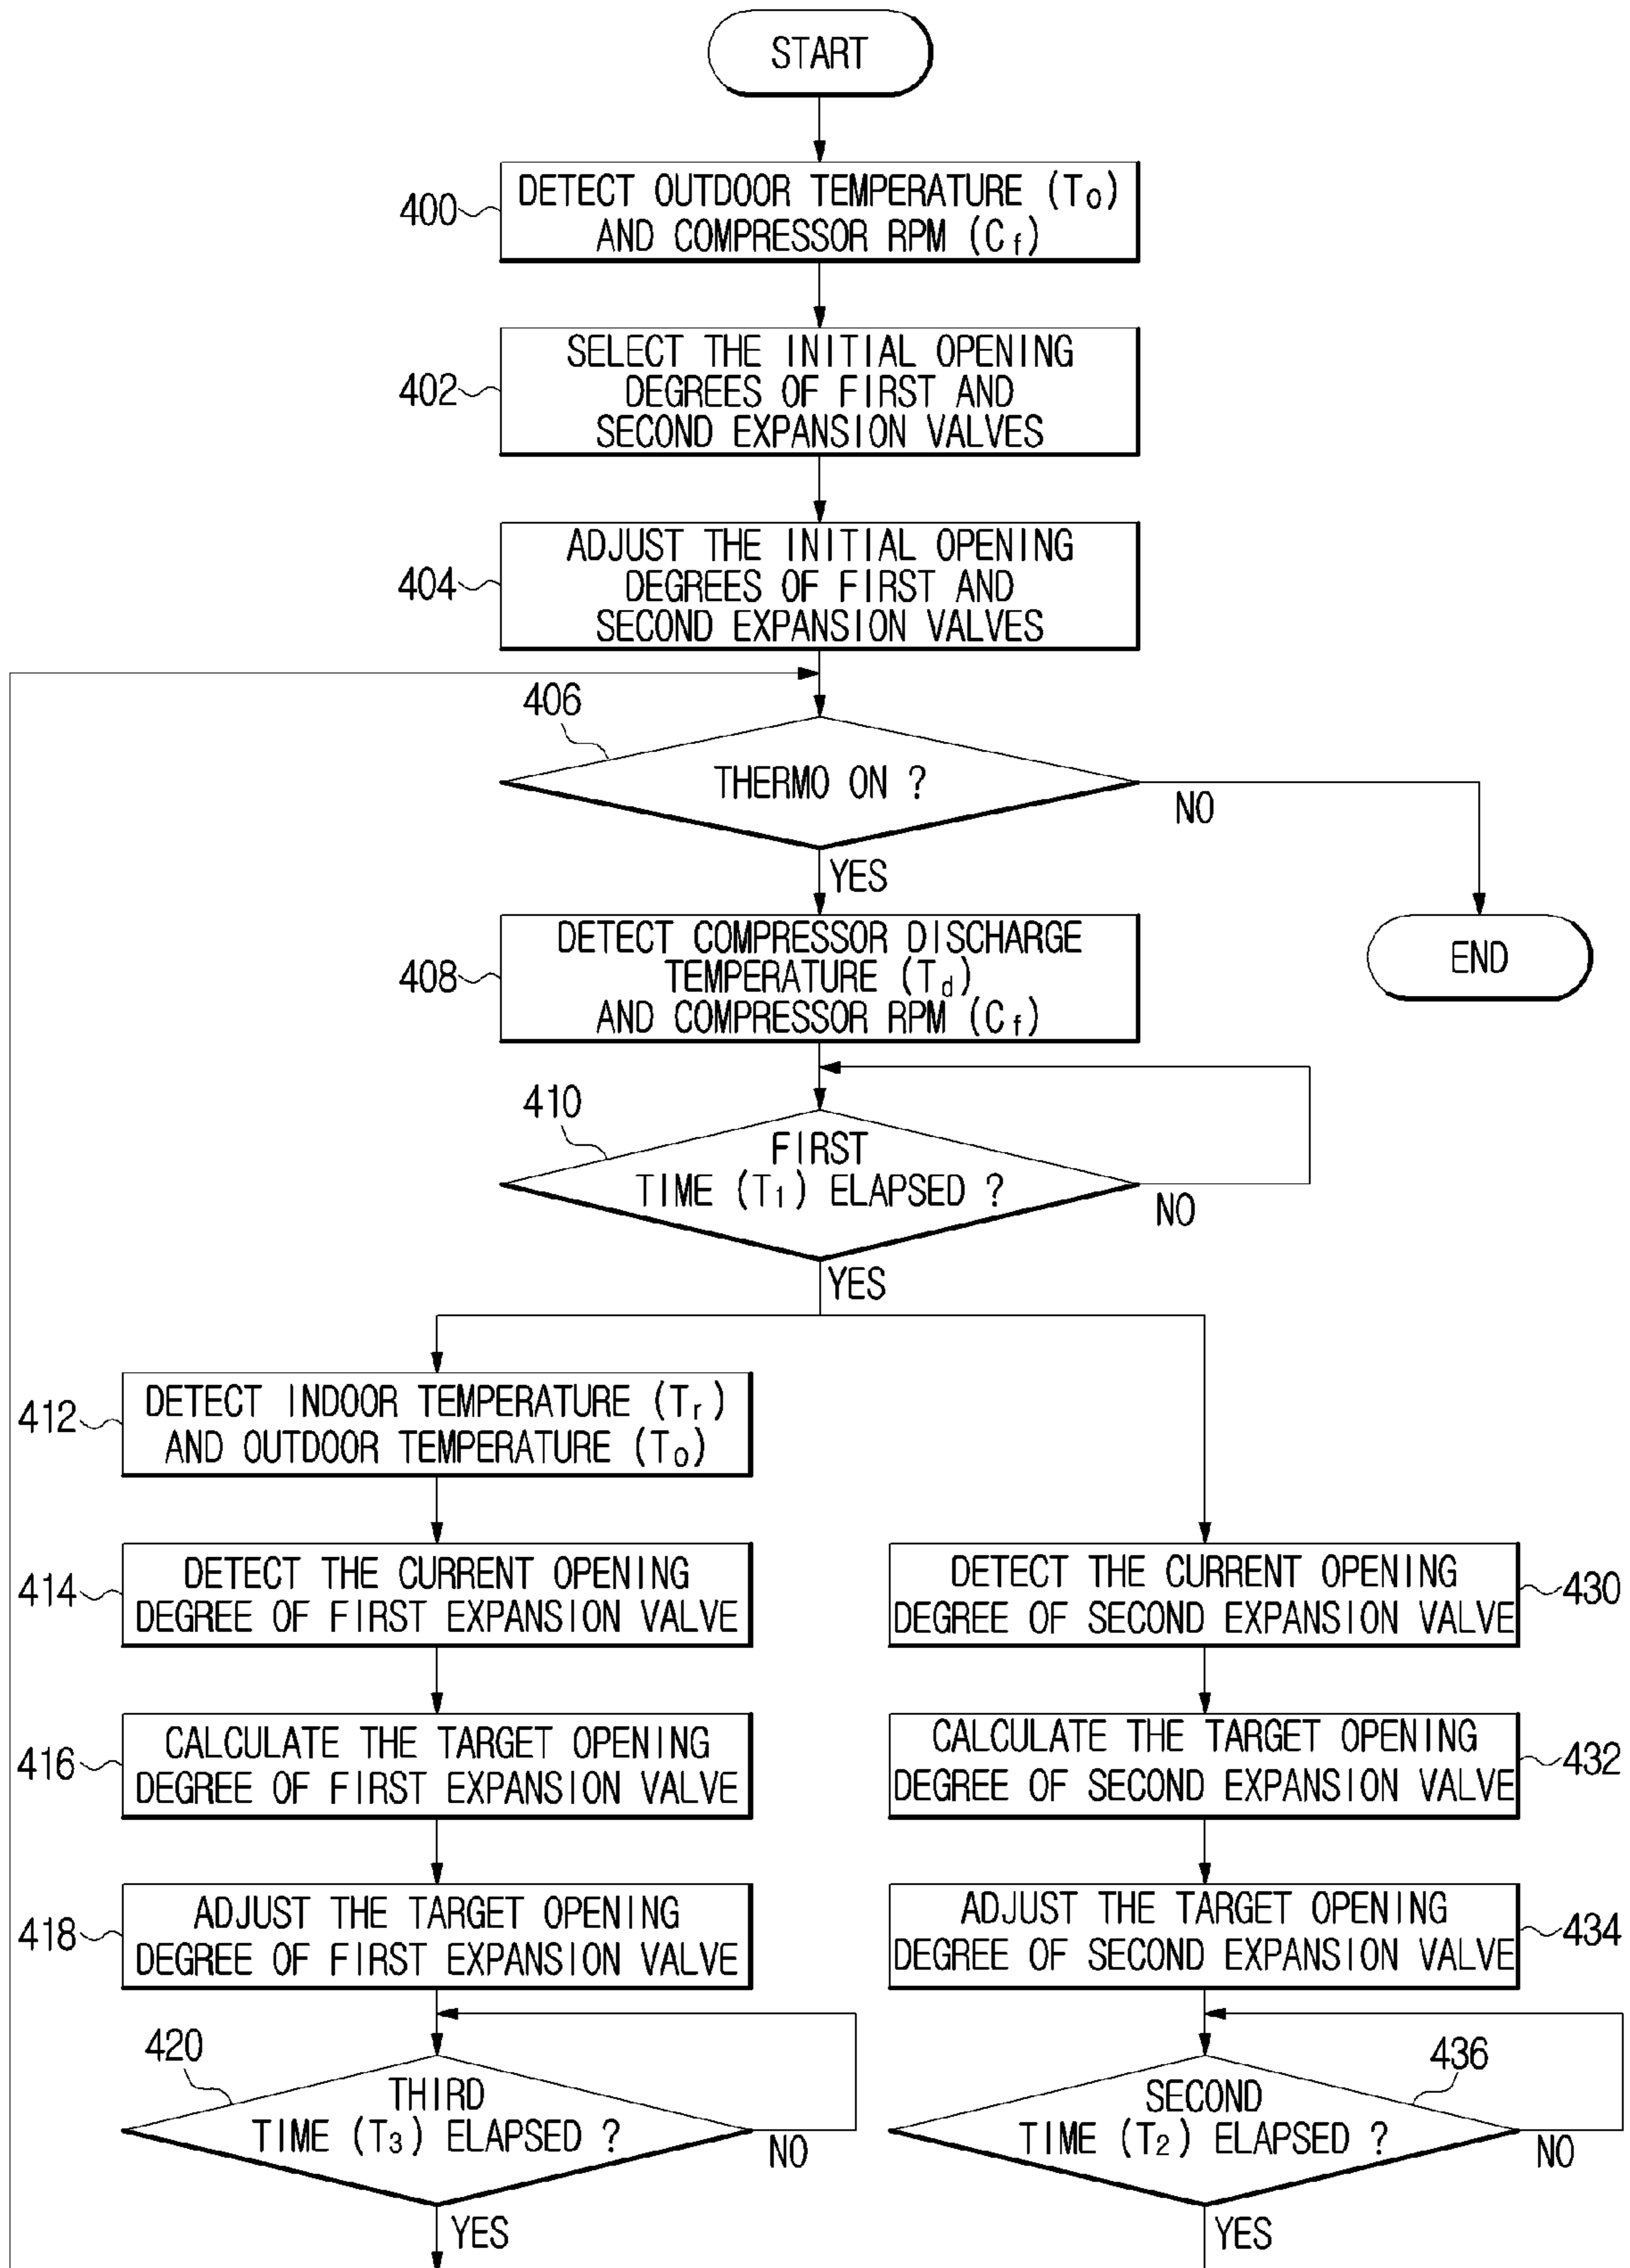 START
400
DETECT OUTDOOR TEMPERATURE (To)
AND COMPRESSOR RPM (Cf)
402
SELECT THE INITIAL OPENING
DEGREES OF FIRST AND
SECOND EXPANSION VALVES
404
ADJUST THE INITIAL OPENING
DEGREES OF FIRST AND
SECOND EXPANSION VALVES
406
THERMO ON ?
NO
YES
END
408
DETECT COMPRESSOR DISCHARGE
TEMPERATURE (Td)
AND COMPRESSOR RPM (Cf)
410
FIRST
TIME (T1) ELAPSED ?
NO
YES
412
DETECT INDOOR TEMPERATURE (Tr)
AND OUTDOOR TEMPERATURE (To)
414
DETECT THE CURRENT OPENING
DEGREE OF FIRST EXPANSION VALVE
416
CALCULATE THE TARGET OPENING
DEGREE OF FIRST EXPANSION VALVE
418
ADJUST THE TARGET OPENING
DEGREE OF FIRST EXPANSION VALVE
420
THIRD
TIME (T3) ELAPSED ?
NO
YES
DETECT THE CURRENT OPENING
DEGREE OF SECOND EXPANSION VALVE
430
CALCULATE THE TARGET OPENING
DEGREE OF SECOND EXPANSION VALVE
432
ADJUST THE TARGET OPENING
DEGREE OF SECOND EXPANSION VALVE
434
436
SECOND
TIME (T2) ELAPSED ?
NO
YES